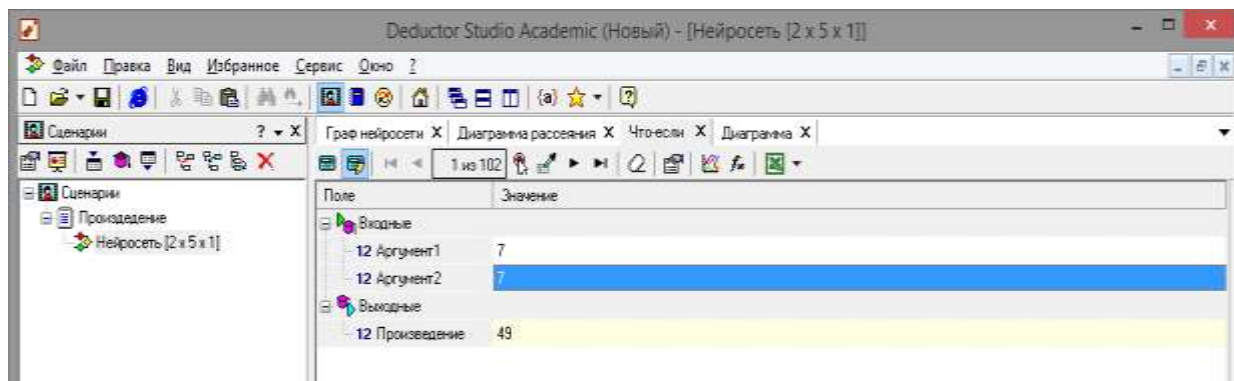 Deductor Studio Academic (Новый) - [Нейросеть [2 x 5 x 1]]
Файл Правка Вид Избранное Сервис Окно ?
Сценарии
Граф нейросети X Диаграмма рассеяния X Что-если X Диаграмма X
1 из 102
Сценарии
Произдедение
Нейросеть [2 x 5 x 1]
Поле Значение
Входные
12 Аргумент1 7
12 Аргумент2 7
Выходные
12 Произведение 49